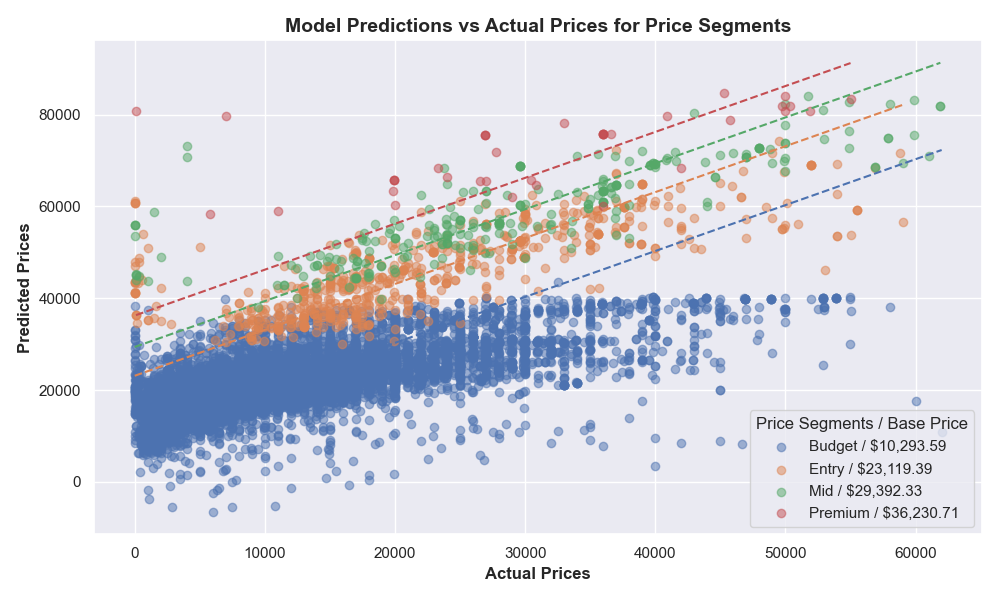 Model Predictions vs Actual Prices for Price Segments
Predicted Prices
80000
60000
40000
20000
0
0 10000 20000 30000 40000 50000 60000
Actual Prices
Price Segments / Base Price
Budget / $10,293.59
Entry / $23,119.39
Mid / $29,392.33
Premium / $36,230.71